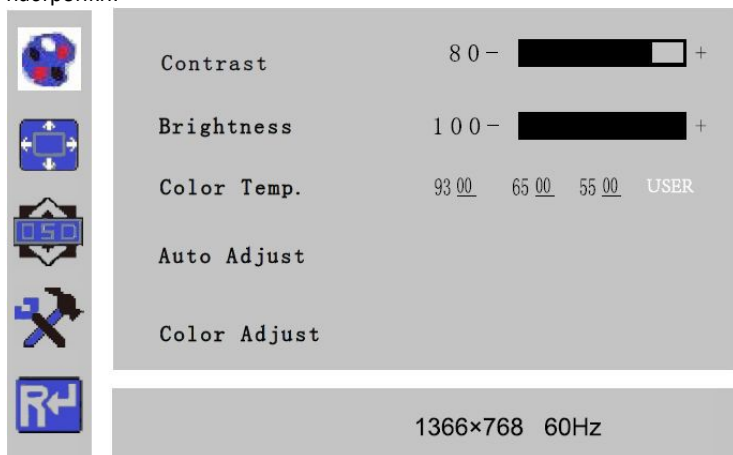 Contrast 80- +
Brightness 100- +
Color Temp. 9300 6500 5500 USER
OSD
Auto Adjust
Color Adjust
R
1366×768 60Hz